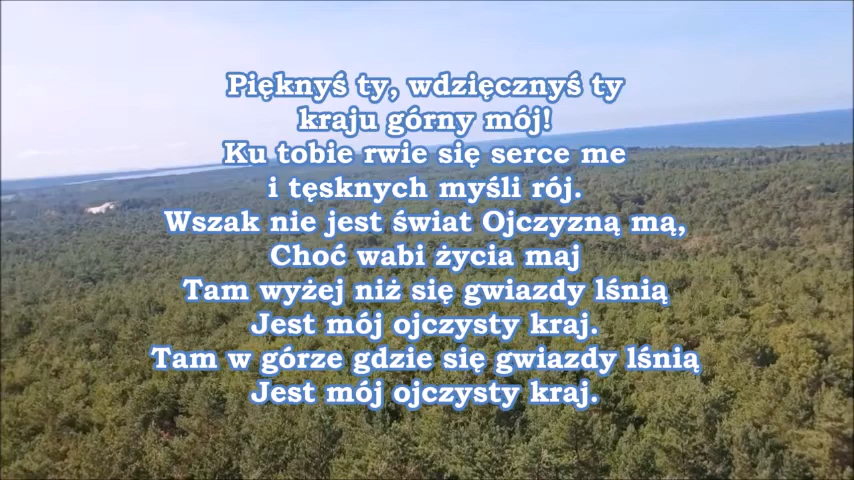 Pięknyś ty, wdzięcznyś ty
kraju górny mój!
Ku tobie rwie się serce me
i tęsknych myśli rój.
Wszak nie jest świat Ojczyzną mą,
Choć wabi życia maj
Tam wyżej niż się gwiazdy lśnią
Jest mój ojczysty kraj.
Tam w górze gdzie się gwiazdy lśnią
Jest mój ojczysty kraj.